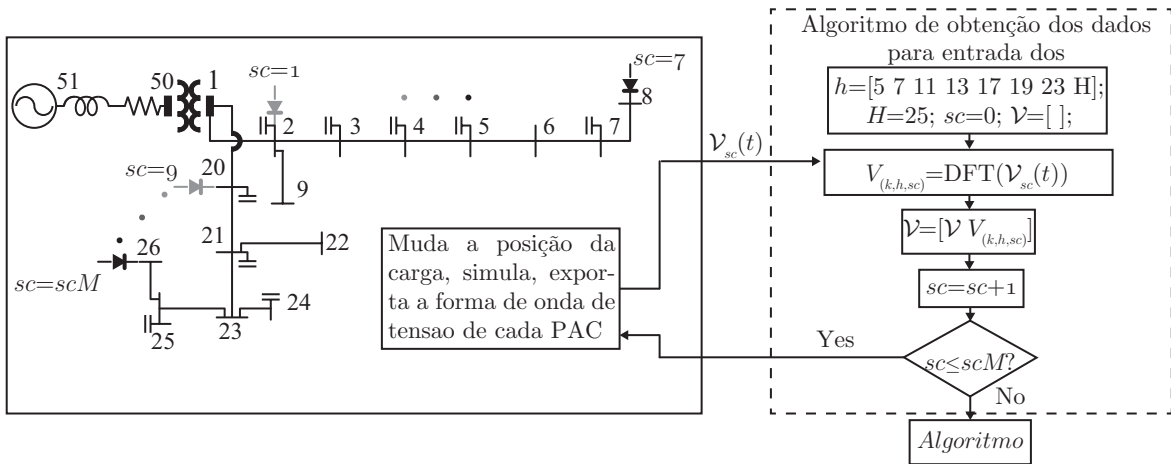 51
50
1
sc=1
2
3
4
5
6
7
sc=7
8
9
sc=9
20
21
22
26
sc=scM
25
23
24
Muda a posição da
carga, simula, expor-
ta a forma de onda de
tensao de cada PAC
𝒱sc(t)
Yes
Algoritmo de obtenção dos dados
para entrada dos
h=[5 7 11 13 17 19 23 H];
H=25; sc=0; 𝒱=[ ];
V(k,h,sc)=DFT(𝒱sc(t))
𝒱=[𝒱 V(k,h,sc)]
sc=sc+1
sc≤scM?
No
Algoritmo